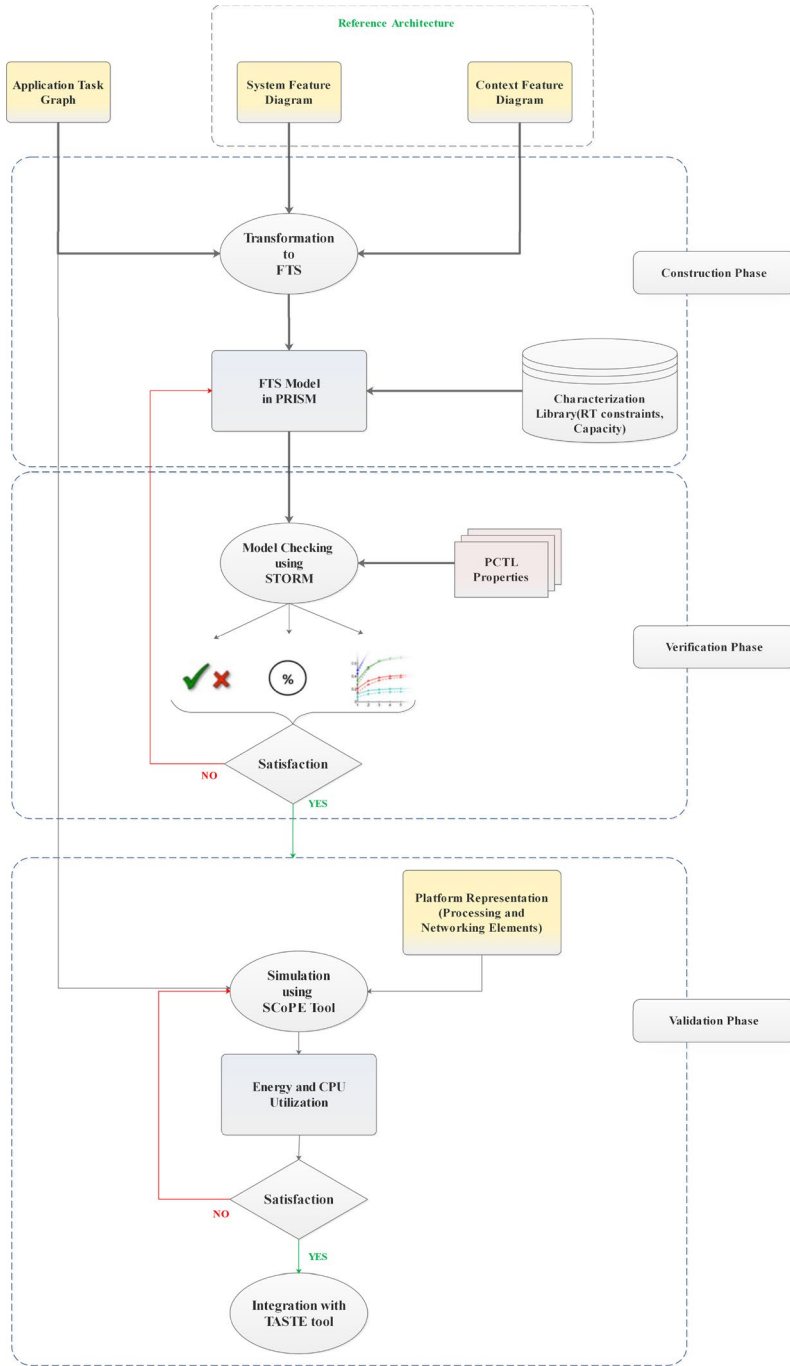 Reference Architecture
Application Task
Graph
System Feature
Diagram
Context Feature
Diagram
Transformation
to
FTS
Construction Phase
FTS Model
in PRISM
Characterization
Library(RT constraints,
Capacity)
Model Checking
using
STORM
PCTL
Properties
Verification Phase
%
Satisfaction
NO
YES
Platform Representation
(Processing and
Networking Elements)
Simulation
using
SCoPE Tool
Validation Phase
Energy and CPU
Utilization
Satisfaction
NO
YES
Integration with
TASTE tool